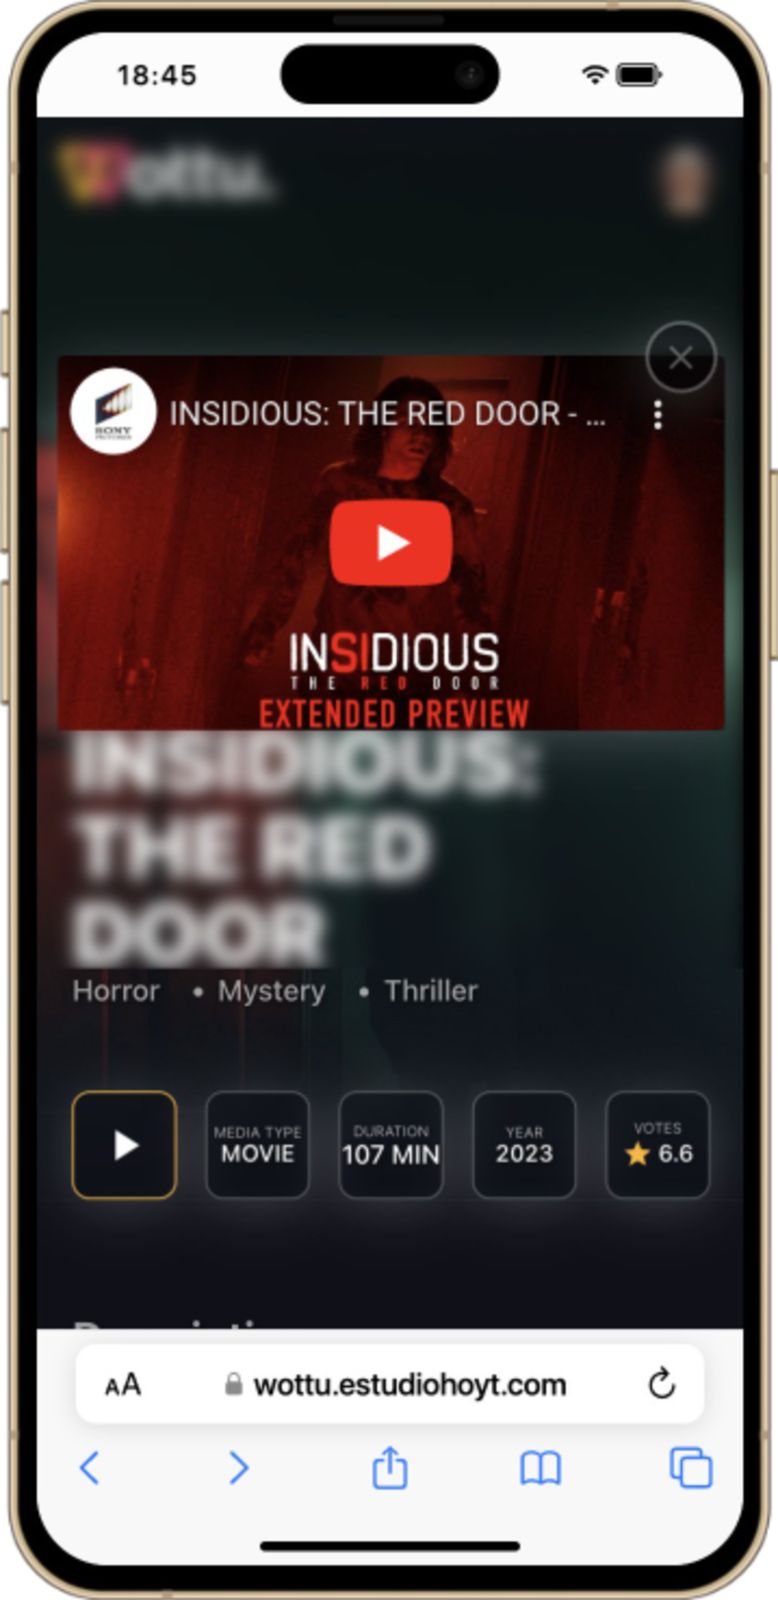 18:45
Wottu.
SONY
PICTURES
INSIDIOUS: THE RED DOOR - ...
INSIDIOUS
THE RED DOOR
EXTENDED PREVIEW
INSIDIOUS:
THE RED
DOOR
Horror • Mystery • Thriller
MEDIA TYPE
MOVIE
DURATION
107 MIN
YEAR
2023
VOTES
6.6
AA
wottu.estudiohoyt.com